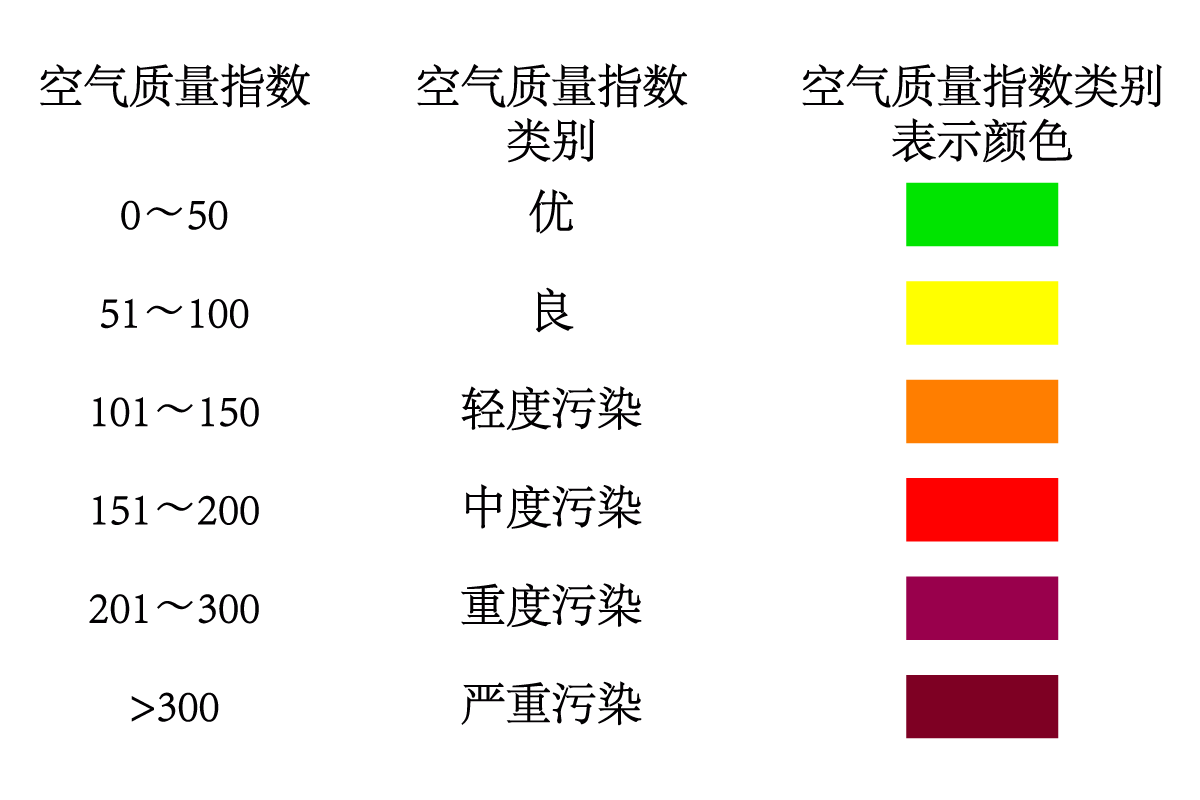 空气质量指数 空气质量指数 空气质量指数类别
类别 表示颜色
0～50 优
51～100 良
101～150 轻度污染
151～200 中度污染
201～300 重度污染
>300 严重污染